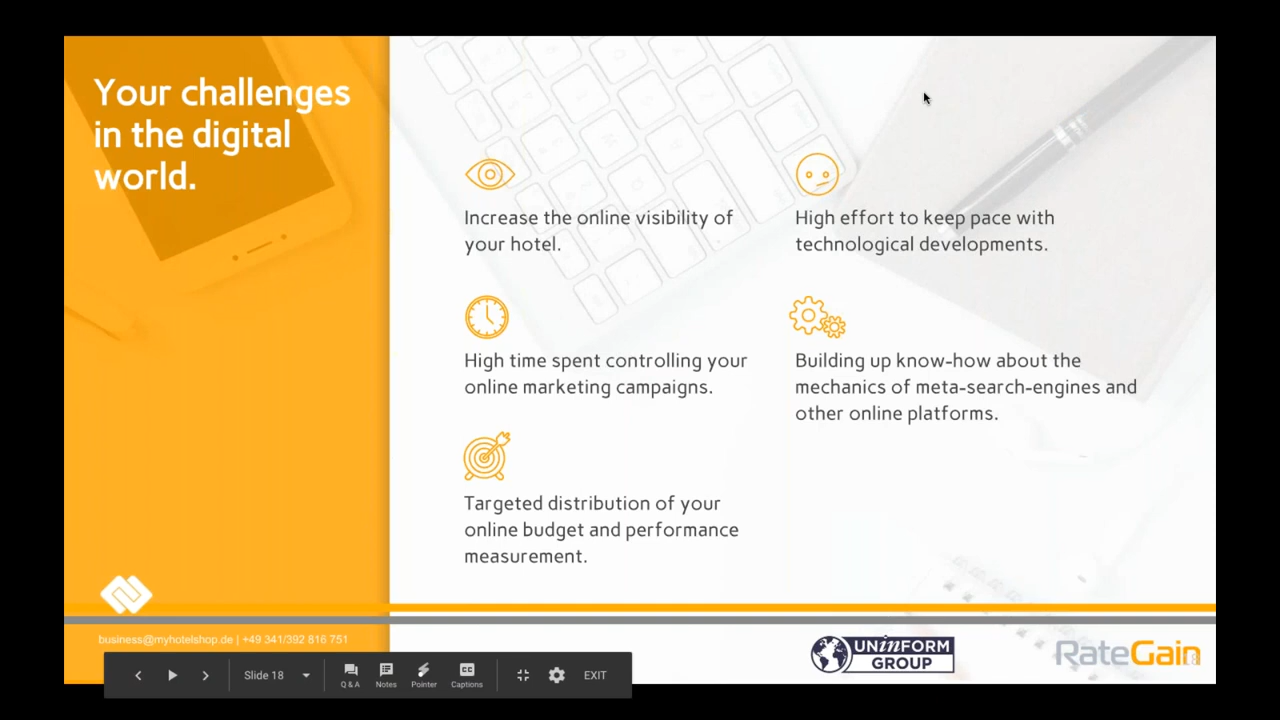 Your challenges
in the digital
world.
Increase the online visibility of
your hotel.
High effort to keep pace with
technological developments.
High time spent controlling your
online marketing campaigns.
Building up know-how about the
mechanics of meta-search-engines and
other online platforms.
Targeted distribution of your
online budget and performance
measurement.
business@myhotelshop.de | +49 341/392 816 751
UNinFORM
GROUP
RateGain
18
Slide 18
Q & A
Notes
Pointer
CC
Captions
EXIT